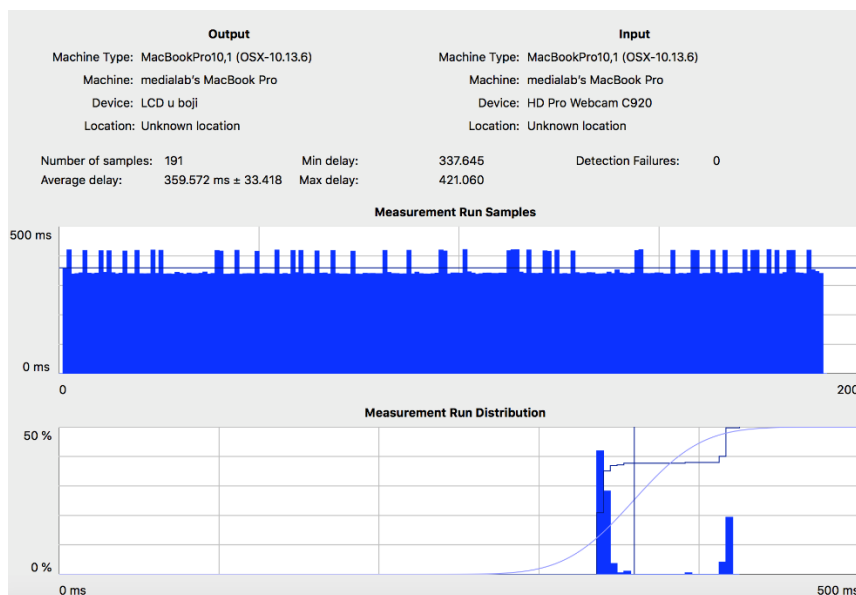 Output
Input
Machine Type: MacBookPro10,1 (OSX-10.13.6)
Machine Type: MacBookPro10,1 (OSX-10.13.6)
Machine: medialab's MacBook Pro
Machine: medialab's MacBook Pro
Device: LCD u boji
Device: HD Pro Webcam C920
Location: Unknown location
Location: Unknown location
Number of samples: 191 Min delay: 337.645 Detection Failures: 0
Average delay: 359.572 ms ± 33.418 Max delay: 421.060
Measurement Run Samples
500 ms
0 ms
0 200
Measurement Run Distribution
50 %
0 %
0 ms 500 ms